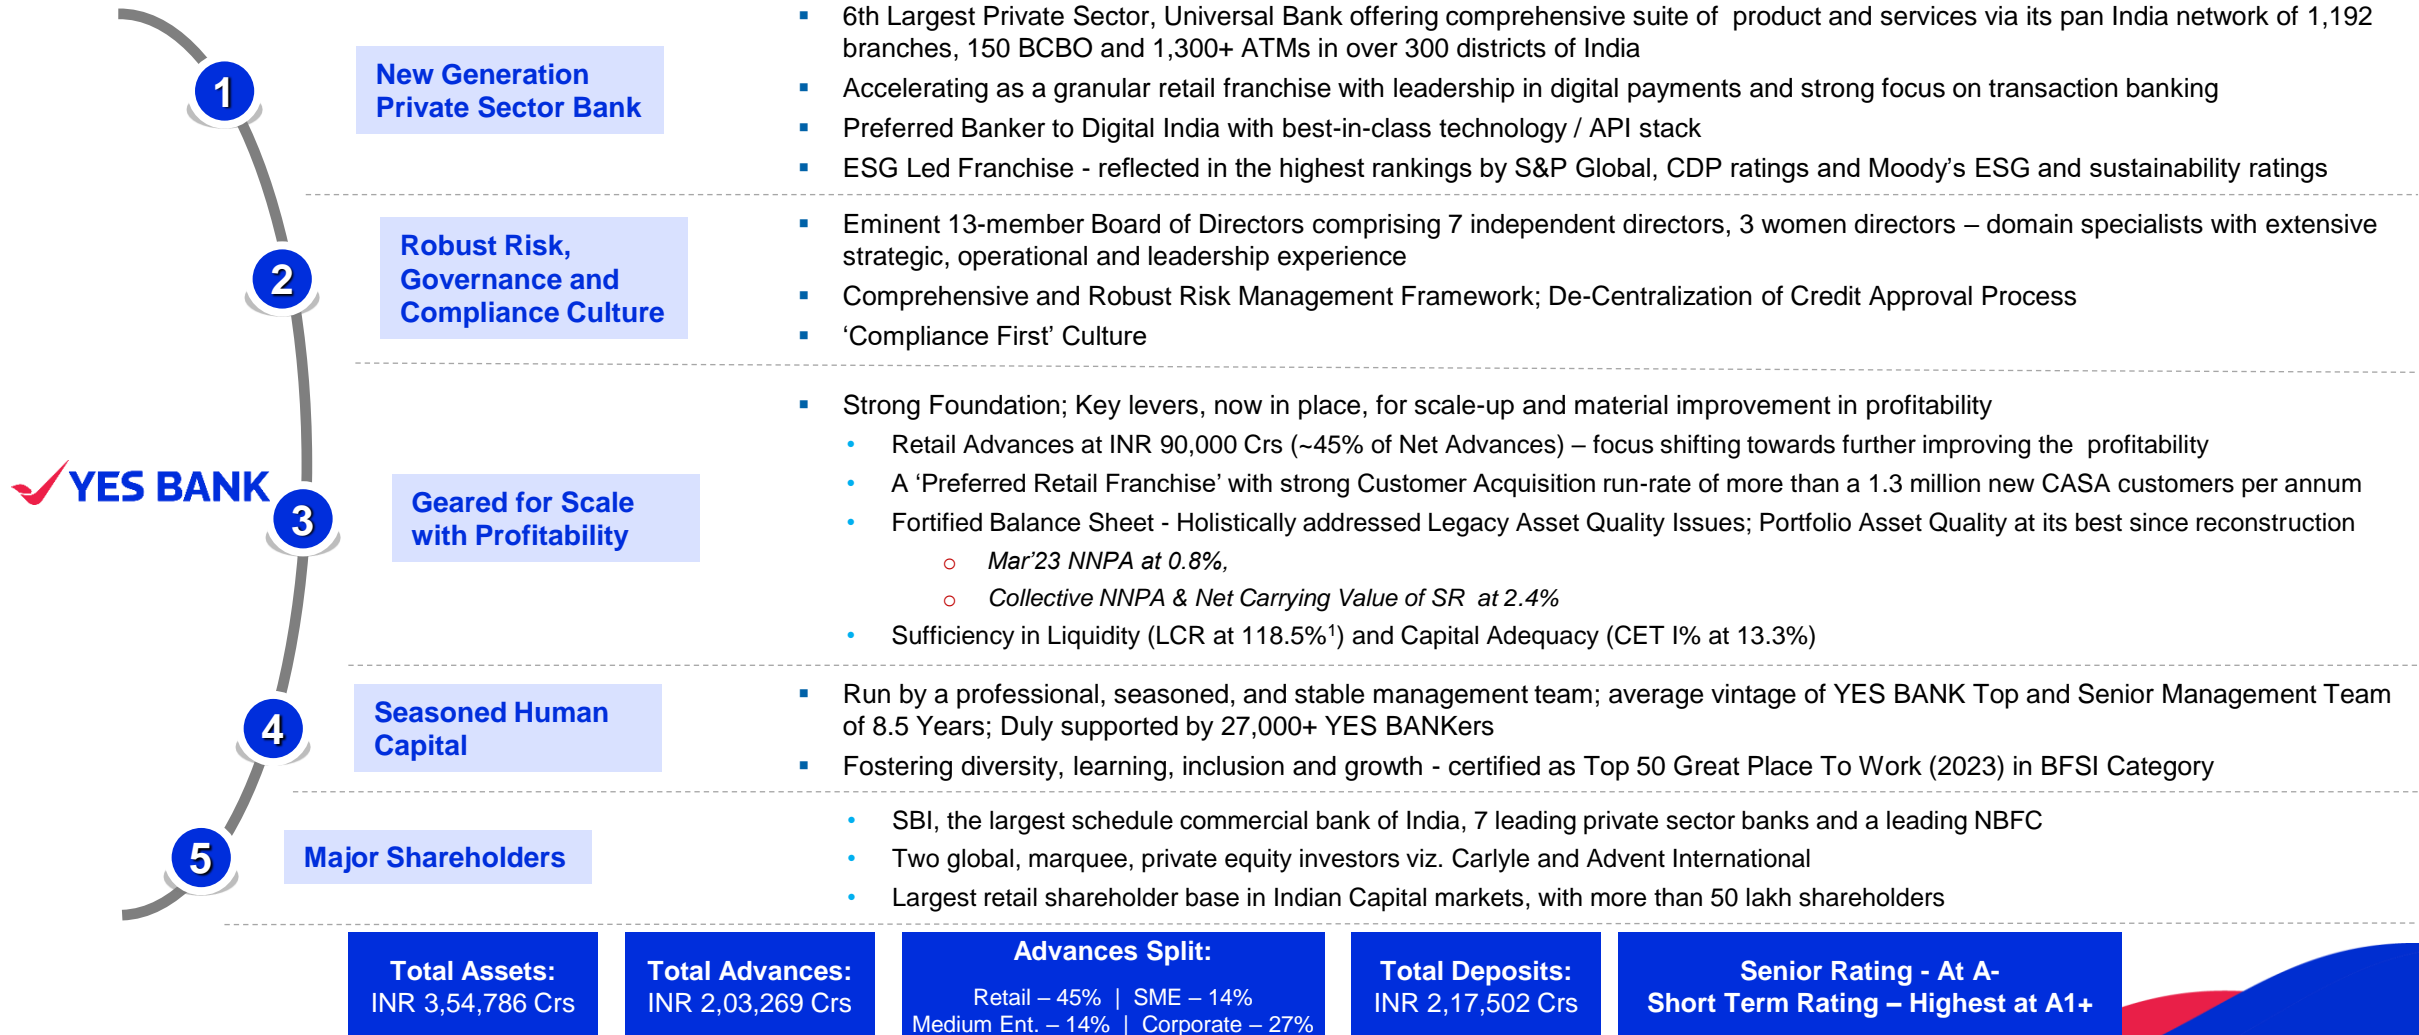 6th Largest Private Sector, Universal Bank offering comprehensive suite of product and services via its pan India network of 1,192
branches, 150 BCBO and 1,300+ ATMs in over 300 districts of India
1
New Generation
Private Sector Bank
Accelerating as a granular retail franchise with leadership in digital payments and strong focus on transaction banking
Preferred Banker to Digital India with best-in-class technology / API stack
ESG Led Franchise - reflected in the highest rankings by S&P Global, CDP ratings and Moody’s ESG and sustainability ratings
2
Robust Risk,
Governance and
Compliance Culture
Eminent 13-member Board of Directors comprising 7 independent directors, 3 women directors – domain specialists with extensive
strategic, operational and leadership experience
Comprehensive and Robust Risk Management Framework; De-Centralization of Credit Approval Process
‘Compliance First’ Culture
YES BANK
3
Geared for Scale
with Profitability
Strong Foundation; Key levers, now in place, for scale-up and material improvement in profitability
Retail Advances at INR 90,000 Crs (~45% of Net Advances) – focus shifting towards further improving the profitability
A ‘Preferred Retail Franchise’ with strong Customer Acquisition run-rate of more than a 1.3 million new CASA customers per annum
Fortified Balance Sheet - Holistically addressed Legacy Asset Quality Issues; Portfolio Asset Quality at its best since reconstruction
Mar’23 NNPA at 0.8%,
Collective NNPA & Net Carrying Value of SR at 2.4%
Sufficiency in Liquidity (LCR at 118.5%¹) and Capital Adequacy (CET I% at 13.3%)
4
Seasoned Human
Capital
Run by a professional, seasoned, and stable management team; average vintage of YES BANK Top and Senior Management Team
of 8.5 Years; Duly supported by 27,000+ YES BANKers
Fostering diversity, learning, inclusion and growth - certified as Top 50 Great Place To Work (2023) in BFSI Category
5
Major Shareholders
SBI, the largest schedule commercial bank of India, 7 leading private sector banks and a leading NBFC
Two global, marquee, private equity investors viz. Carlyle and Advent International
Largest retail shareholder base in Indian Capital markets, with more than 50 lakh shareholders
Total Assets:
INR 3,54,786 Crs
Total Advances:
INR 2,03,269 Crs
Advances Split:
Retail – 45% | SME – 14%
Medium Ent. – 14% | Corporate – 27%
Total Deposits:
INR 2,17,502 Crs
Senior Rating - At A-
Short Term Rating – Highest at A1+